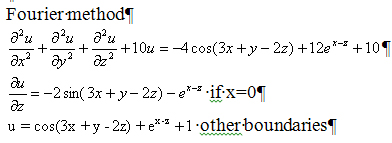 Fourier·method¶
∂²u/∂x² + ∂²u/∂y² + ∂²u/∂z² + 10u = −4 cos(3x + y − 2z) + 12e^{x−z} + 10¶
∂u/∂z = −2 sin( 3x + y − 2z) − e^{x−z} ·if·x=0¶
u = cos(3x +y - 2z) + e^{x-z} +1 ·other·boundaries¶